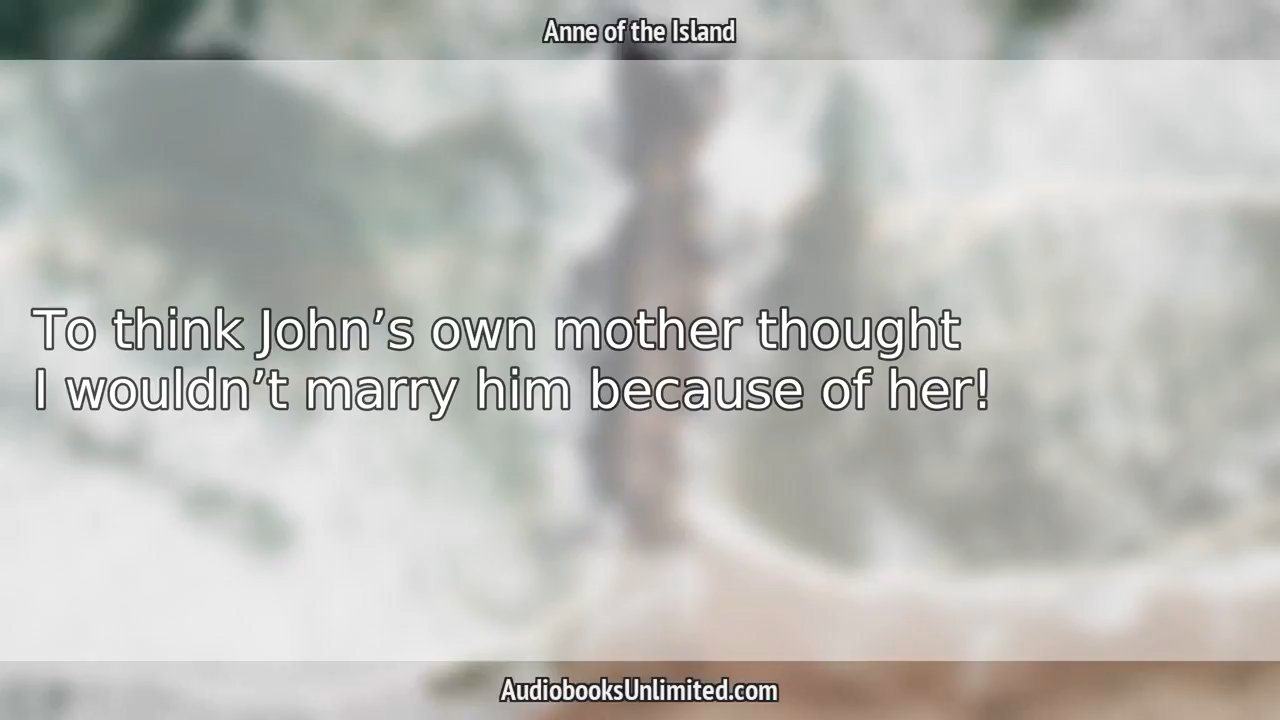 Anne of the Island
To think John’s own mother thought
I wouldn’t marry him because of her!
AudiobooksUnlimited.com